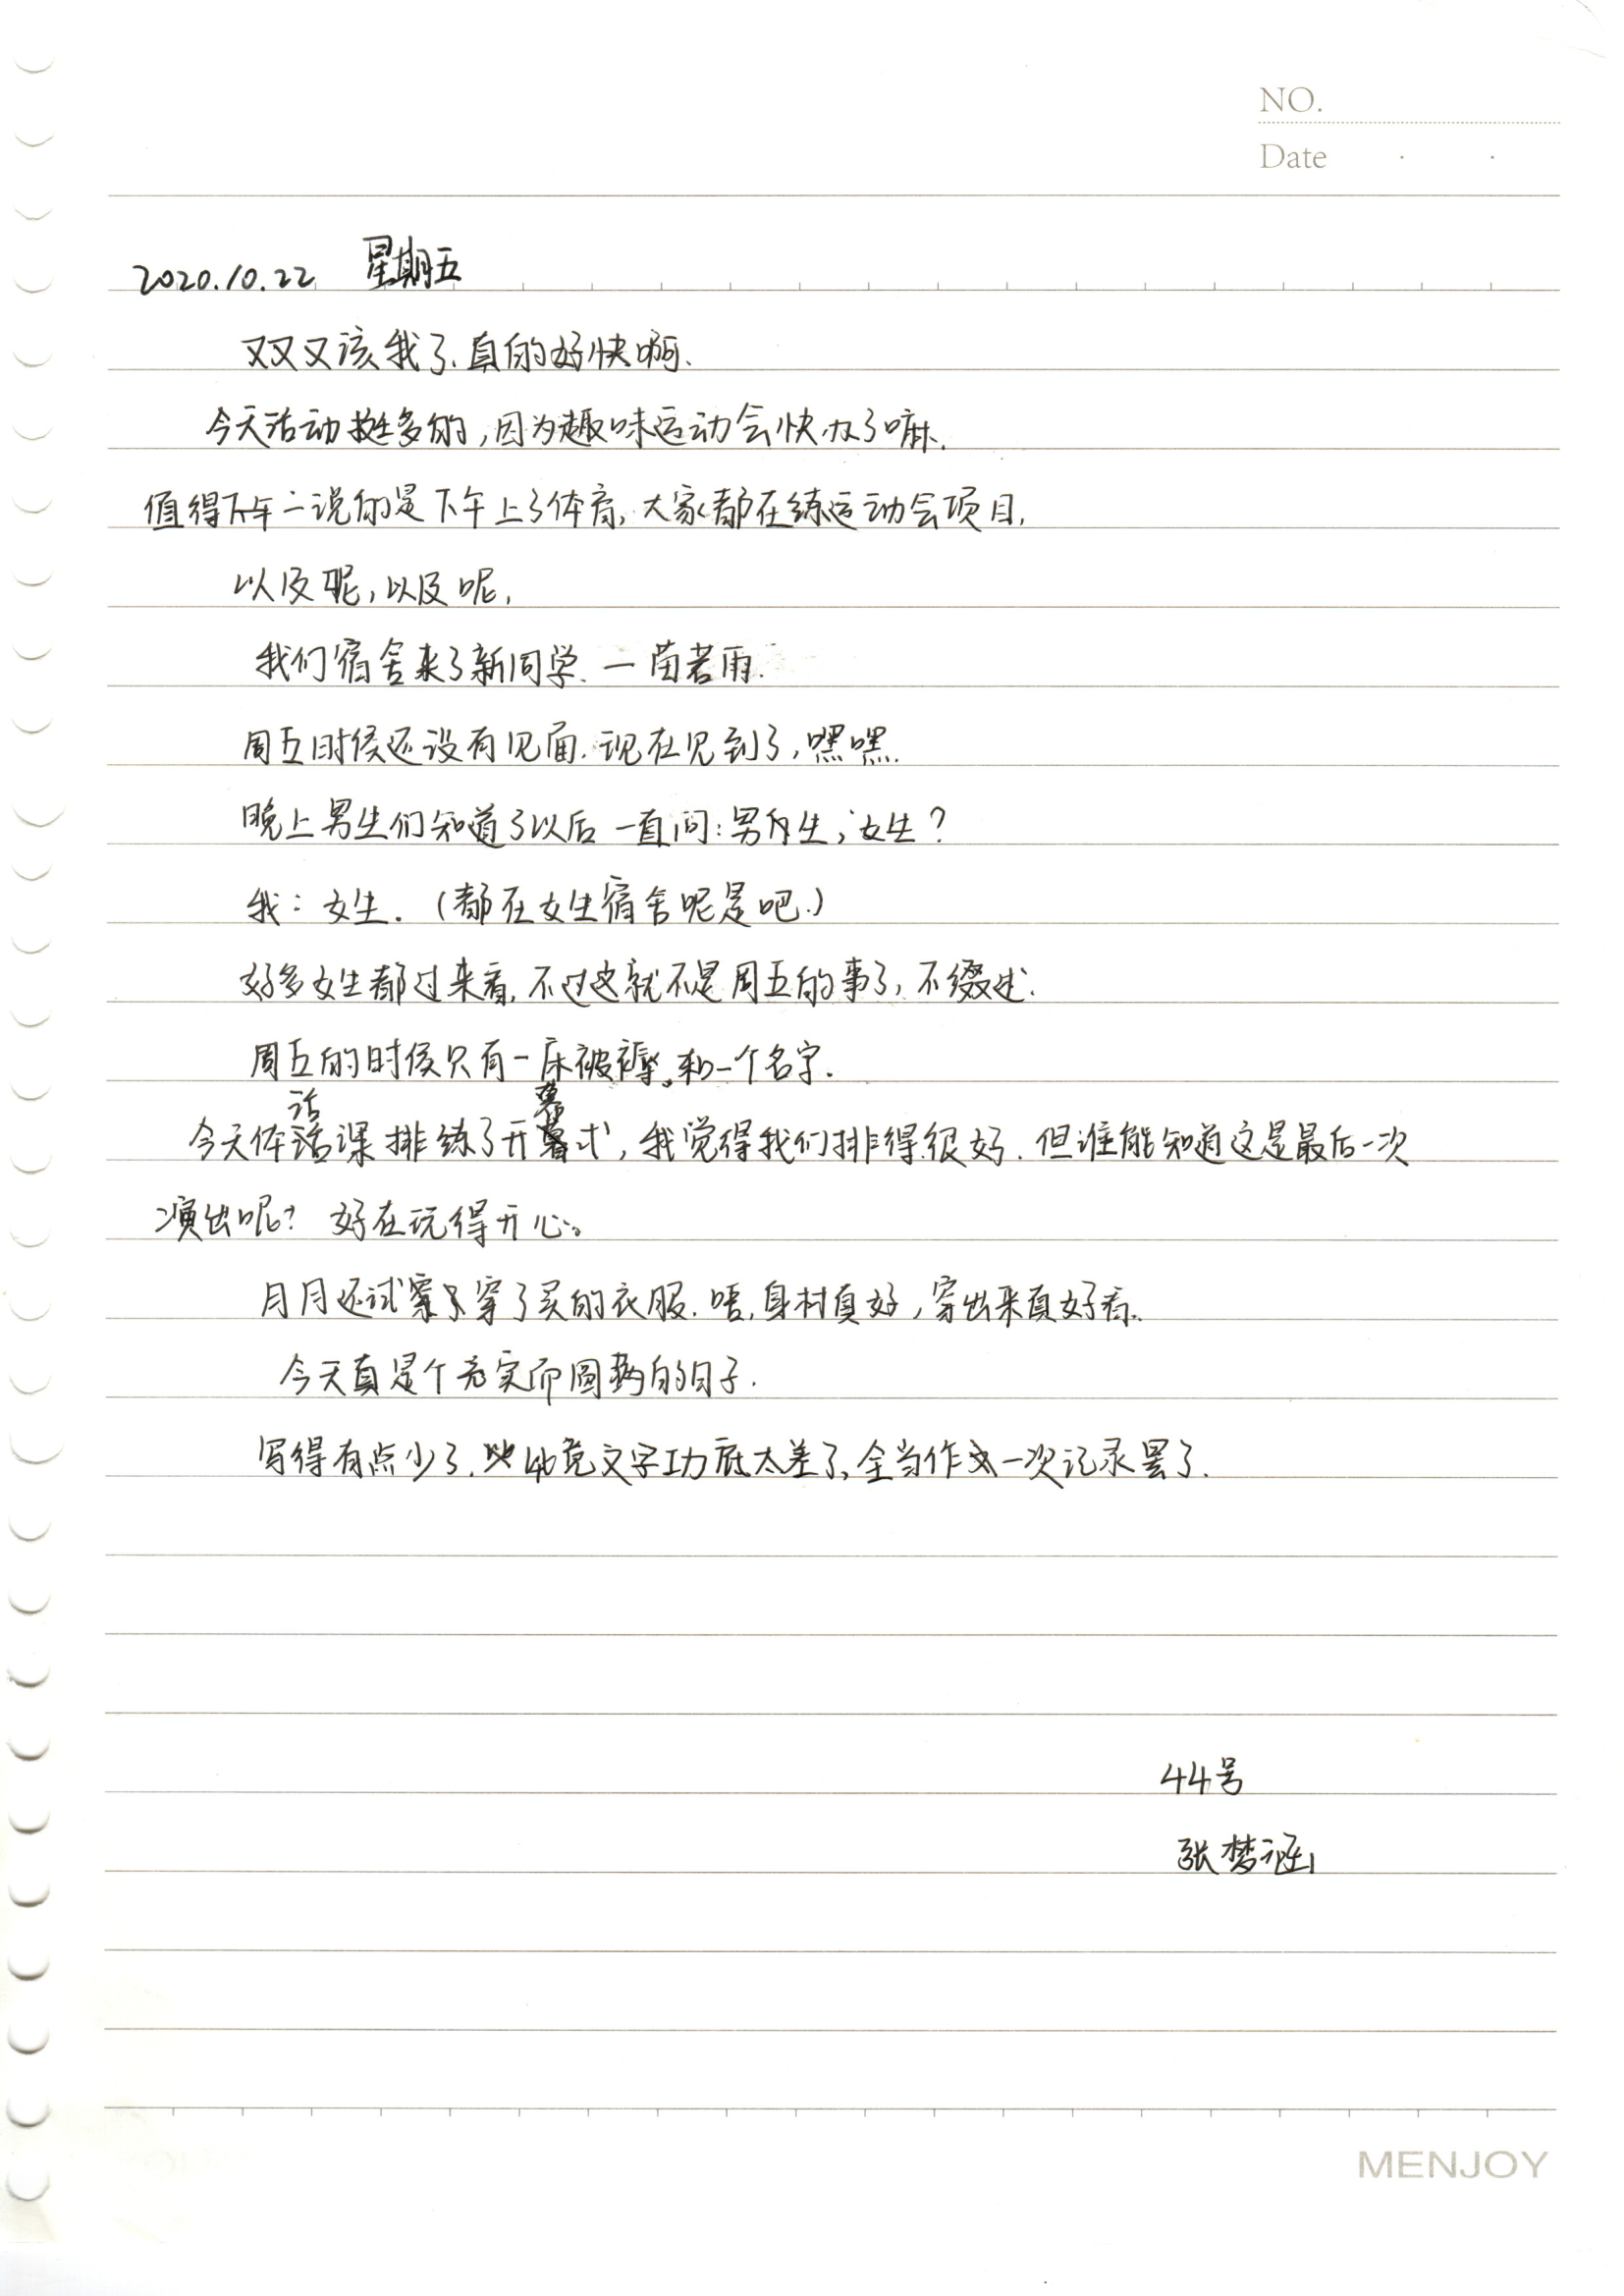 NO.
Date
2020.10.22 星期五
又又又该我了.真的好快啊.
今天活动挺多的,因为趣味运动会快办了嘛.
值得一说的是下午上了体育,大家都在练运动会项目,
以及呢,以及呢,
我们宿舍来了新同学.—苗若雨.
周五时候还没有见面.现在见到了,嘿嘿.
晚上男生们知道了以后一直问:男生,女生?
我:女生.(都在女生宿舍呢是吧.)
好多女生都过来看,不过这就不是周五的事了,不缀述.
周五的时候只有一床被褥。和一个名字.
今天体活课排练了开幕式,我觉得我们排得很好.但谁能知道这是最后一次
演出呢?好在玩得开心。
月月还试穿了买的衣服.唔,身材真好,穿出来真好看.
今天真是个充实而圆满的日子.
写得有点少了.毕竟文字功底太差了,全当作一次记录罢了.
44号
张梦涵
MENJOY